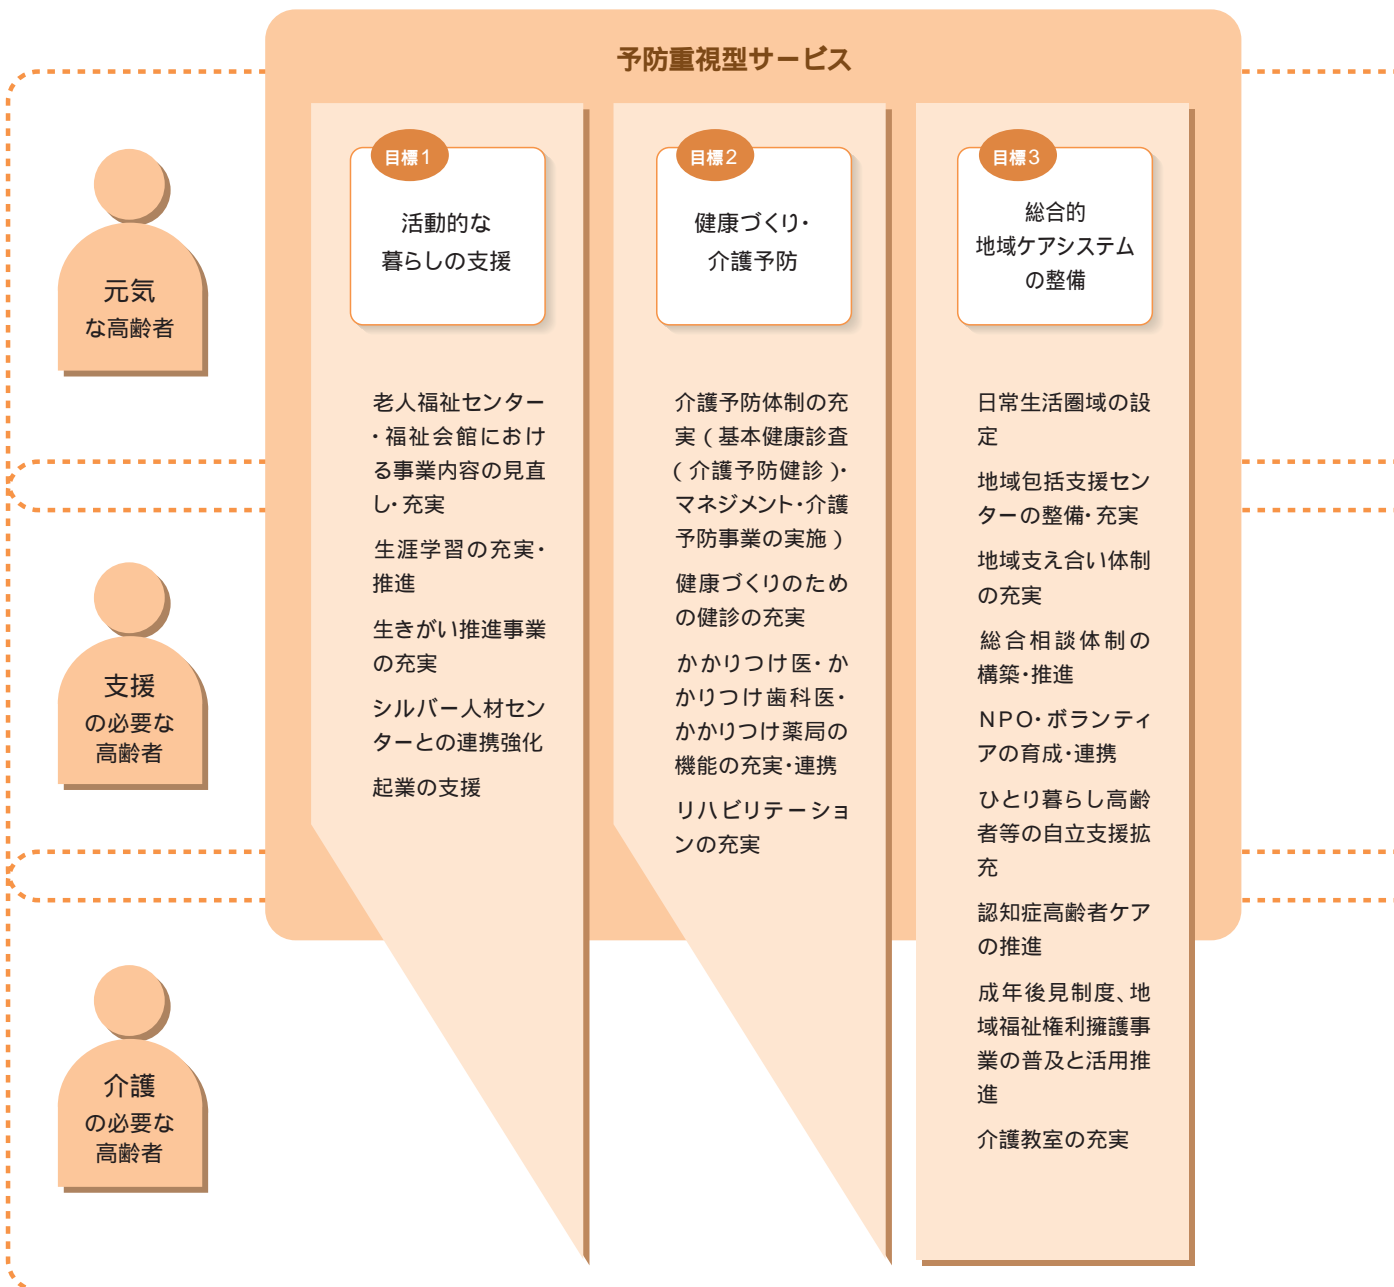 予防重視型サービス
元気
な高齢者
支援
の必要な
高齢者
介護
の必要な
高齢者
目標1
活動的な
暮らしの支援
老人福祉センター
・福祉会館におけ
る事業内容の見直
し・充実
生涯学習の充実・
推進
生きがい推進事業
の充実
シルバー人材セン
ターとの連携強化
起業の支援
目標2
健康づくり・
介護予防
介護予防体制の充
実(基本健康診査
(介護予防健診)・
マネジメント・介護
予防事業の実施)
健康づくりのため
の健診の充実
かかりつけ医・か
かりつけ歯科医・
かかりつけ薬局の
機能の充実・連携
リハビリテーショ
ンの充実
目標3
総合的
地域ケアシステム
の整備
日常生活圏域の設
定
地域包括支援セン
ターの整備・充実
地域支え合い体制
の充実
総合相談体制の
構築・推進
NPO・ボランティ
アの育成・連携
ひとり暮らし高齢
者等の自立支援拡
充
認知症高齢者ケア
の推進
成年後見制度、地
域福祉権利擁護事
業の普及と活用推
進
介護教室の充実